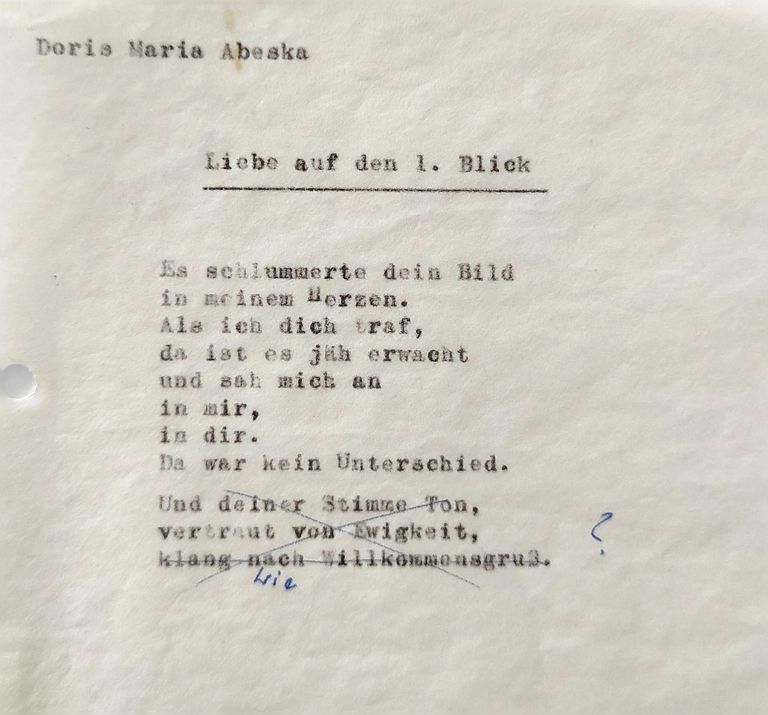 Doris Maria Abeska
Liebe auf den 1. Blick
Es schlummerte dein Bild
in meinem Herzen.
Als ich dich traf,
da ist es jäh erwacht
und sah mich an
in mir,
in dir.
Da war kein Unterschied.
Und deiner Stimme Ton,
vertraut von Ewigkeit,
?
klang nach Willkommensgruß.
wie